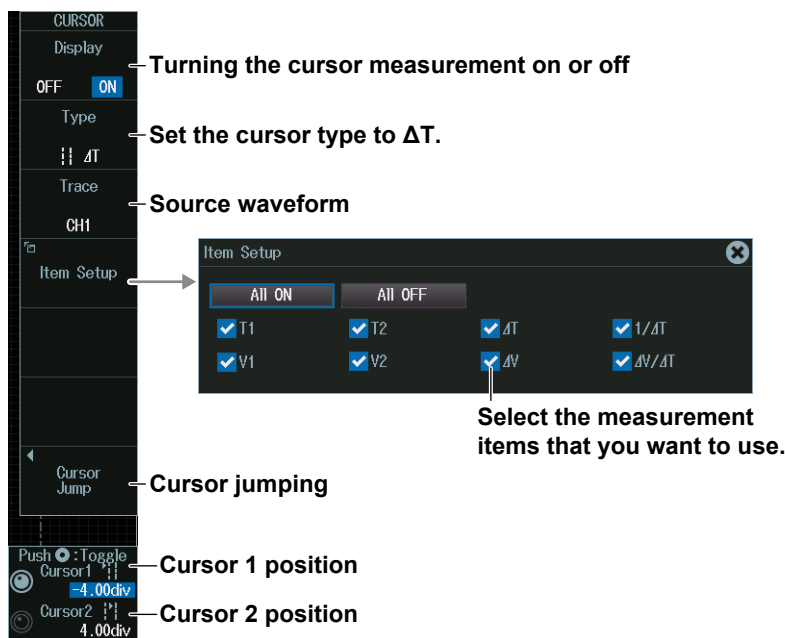 CURSOR
Display
OFF ON
Turning the cursor measurement on or off
Type
ΔT
Set the cursor type to ΔT.
Trace
CH1
Source waveform
Item Setup
Item Setup
All ON All OFF
T1 T2 ΔT 1/ΔT
V1 V2 ΔV ΔV/ΔT
Select the measurement
items that you want to use.
Cursor
Jump
Cursor jumping
Push :Toggle
Cursor1
-4.00div
Cursor 1 position
Cursor2
4.00div
Cursor 2 position